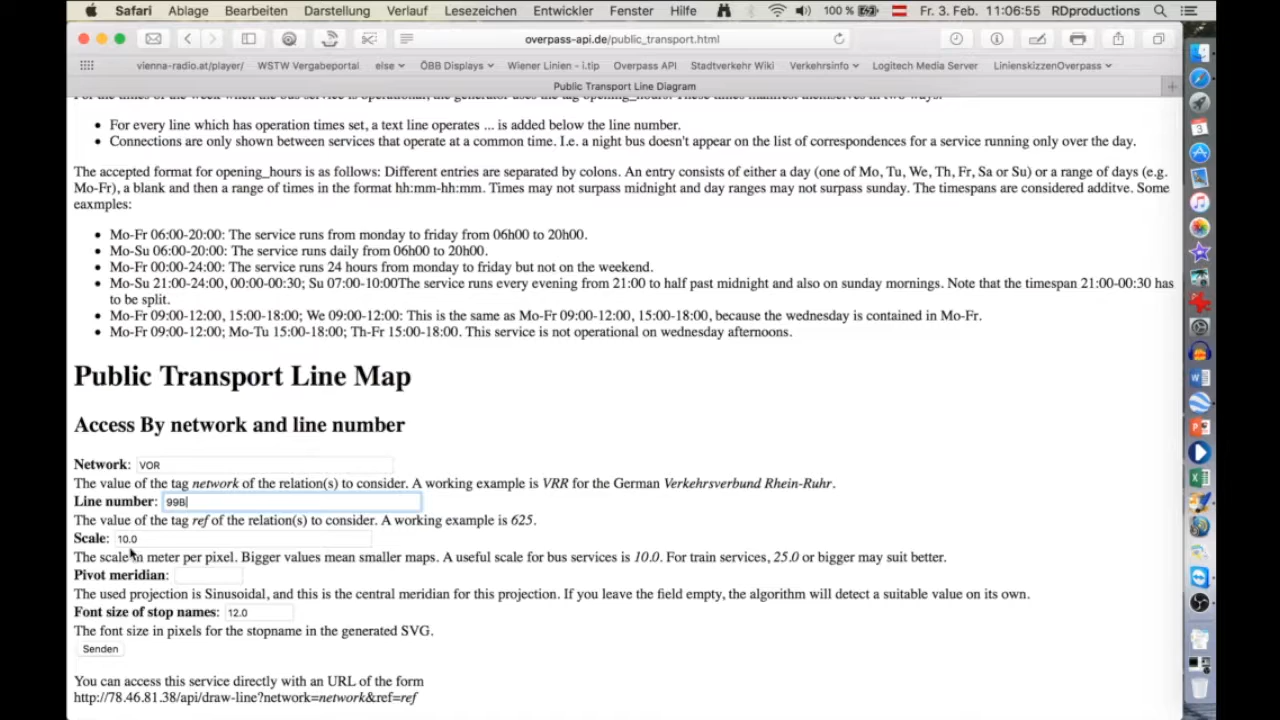 Safari Ablage Bearbeiten Darstellung Verlauf Lesezeichen Entwickler Fenster Hilfe 100 % Fr. 3. Feb. 11:06:55 RDproductions
overpass-api.de/public_transport.html
vienna-radio.at/player/ WSTW Vergabeportal else ÖBB Displays Wiener Linien - i.tip Overpass API Stadtverkehr Wiki Verkehrsinfo Logitech Media Server LinienskizzenOverpass
Public Transport Line Diagram
For the times of the week when the bus service is operational, the generator uses the tag opening_hours. These times manifest themselves in two ways:
• For every line which has operation times set, a text line operates ... is added below the line number.
• Connections are only shown between services that operate at a common time. I.e. a night bus doesn't appear on the list of correspondences for a service running only over the day.
The accepted format for opening_hours is as follows: Different entries are separated by colons. An entry consists of either a day (one of Mo, Tu, We, Th, Fr, Sa or Su) or a range of days (e.g.
Mo-Fr), a blank and then a range of times in the format hh:mm-hh:mm. Times may not surpass midnight and day ranges may not surpass sunday. The timespans are considered additve. Some
eaxmples:
• Mo-Fr 06:00-20:00: The service runs from monday to friday from 06h00 to 20h00.
• Mo-Su 06:00-20:00: The service runs daily from 06h00 to 20h00.
• Mo-Fr 00:00-24:00: The service runs 24 hours from monday to friday but not on the weekend.
• Mo-Su 21:00-24:00, 00:00-00:30; Su 07:00-10:00The service runs every evening from 21:00 to half past midnight and also on sunday mornings. Note that the timespan 21:00-00:30 has
to be split.
• Mo-Fr 09:00-12:00, 15:00-18:00; We 09:00-12:00: This is the same as Mo-Fr 09:00-12:00, 15:00-18:00, because the wednesday is contained in Mo-Fr.
• Mo-Fr 09:00-12:00; Mo-Tu 15:00-18:00; Th-Fr 15:00-18:00. This service is not operational on wednesday afternoons.
Public Transport Line Map
Access By network and line number
Network: VOR
The value of the tag network of the relation(s) to consider. A working example is VRR for the German Verkehrsverbund Rhein-Ruhr.
Line number: 99B
The value of the tag ref of the relation(s) to consider. A working example is 625.
Scale: 10.0
The scale in meter per pixel. Bigger values mean smaller maps. A useful scale for bus services is 10.0. For train services, 25.0 or bigger may suit better.
Pivot meridian:
The used projection is Sinusoidal, and this is the central meridian for this projection. If you leave the field empty, the algorithm will detect a suitable value on its own.
Font size of stop names: 12.0
The font size in pixels for the stopname in the generated SVG.
Senden
You can access this service directly with an URL of the form
http://78.46.81.38/api/draw-line?network=network&ref=ref